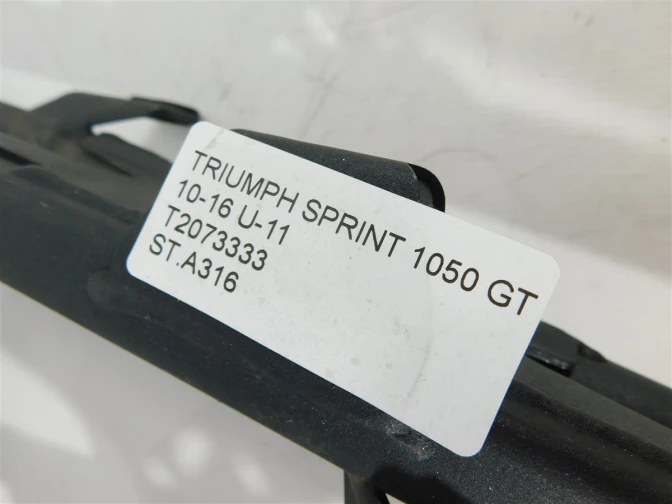 TRIUMPH SPRINT 1050 GT
10-16 U-11
T2073333
ST.A316